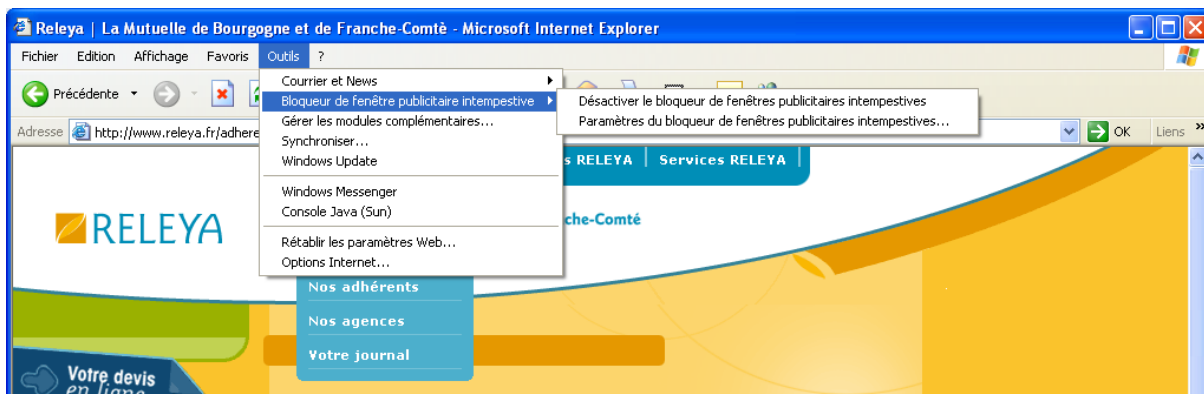 Releya | La Mutuelle de Bourgogne et de Franche-Comtè - Microsoft Internet Explorer
Fichier Edition Affichage Favoris Outils ?
Précédente
Adresse http://www.releya.fr/adhere
OK Liens »
Courrier et News
Bloqueur de fenêtre publicitaire intempestive
Gérer les modules complémentaires...
Synchroniser...
Windows Update
Windows Messenger
Console Java (Sun)
Rétablir les paramètres Web...
Options Internet...
Désactiver le bloqueur de fenêtres publicitaires intempestives
Paramètres du bloqueur de fenêtres publicitaires intempestives...
s RELEYA | Services RELEYA |
RELEYA
che-Comté
Nos adhérents
Nos agences
Votre journal
Votre devis
en ligne